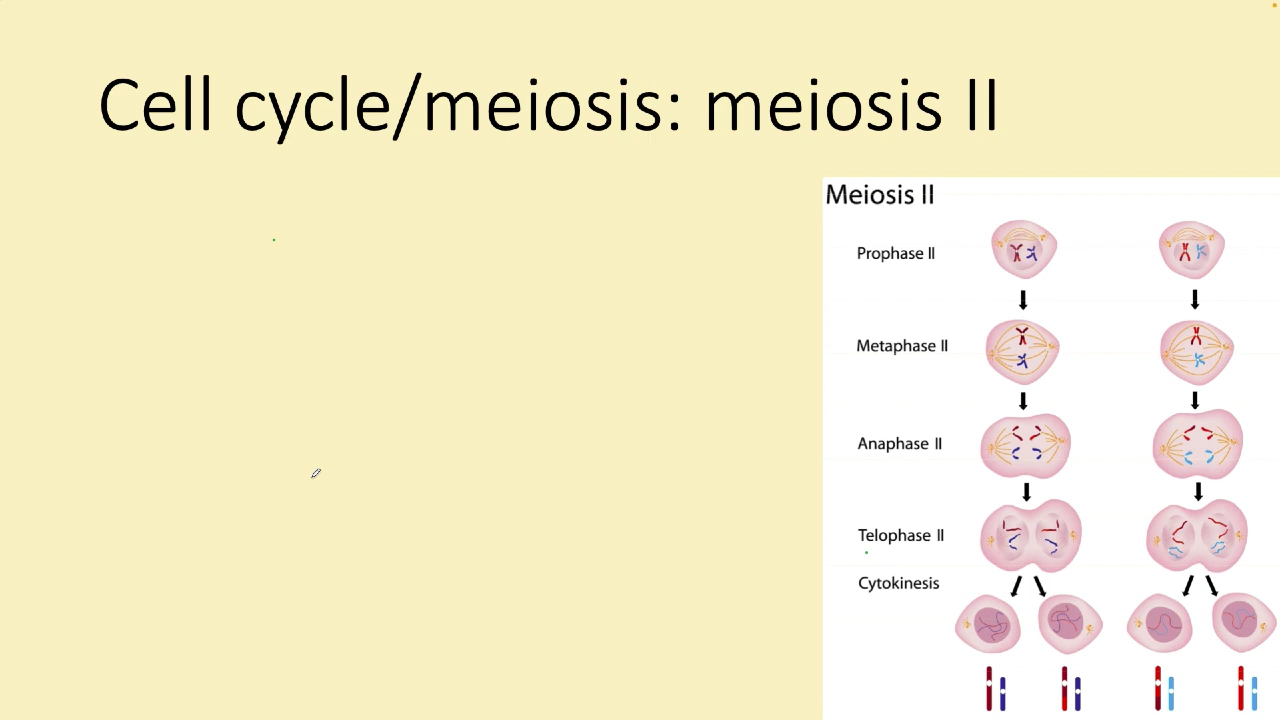 Cell cycle/meiosis: meiosis II
Meiosis II
Prophase II
Metaphase II
Anaphase II
Telophase II
Cytokinesis